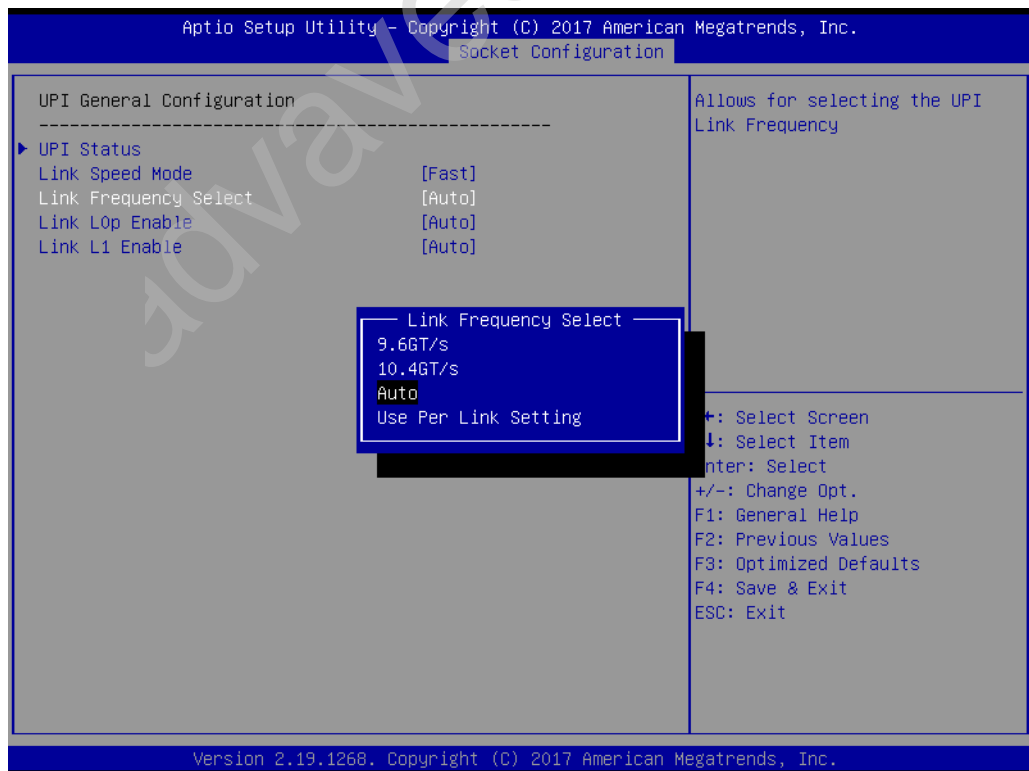 Aptio Setup Utility – Copyright (C) 2017 American Megatrends, Inc.
Socket Configuration
UPI General Configuration
--------------------------------------------------
UPI Status
Link Speed Mode [Fast]
Link Frequency Select [Auto]
Link L0p Enable [Auto]
Link L1 Enable [Auto]
Link Frequency Select
9.6GT/s
10.4GT/s
Auto
Use Per Link Setting
Allows for selecting the UPI
Link Frequency
: Select Screen
: Select Item
nter: Select
+/-: Change Opt.
F1: General Help
F2: Previous Values
F3: Optimized Defaults
F4: Save & Exit
ESC: Exit
Version 2.19.1268. Copyright (C) 2017 American Megatrends, Inc.